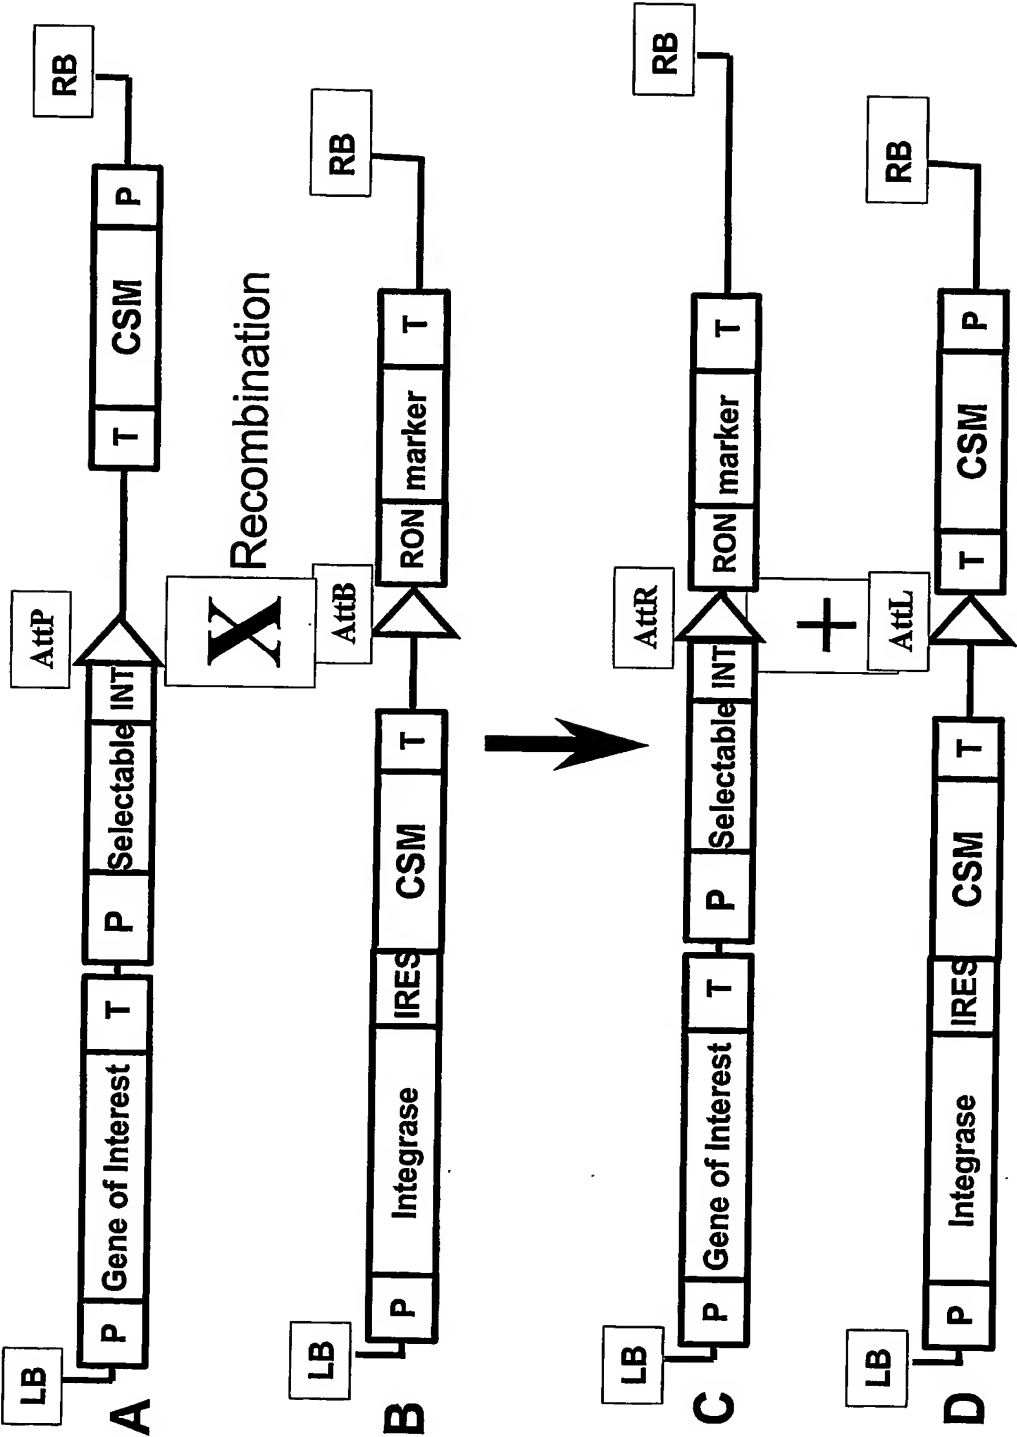 A
LB
P
Gene of Interest
T
P
Selectable
INT
AttP
T
CSM
P
RB
X
Recombination
B
LB
P
Integrase
IRES
CSM
T
AttB
RON
marker
T
RB
C
LB
P
Gene of Interest
T
P
Selectable
INT
AttR
RON
marker
T
RB
+
D
LB
P
Integrase
IRES
CSM
T
AttL
T
CSM
P
RB